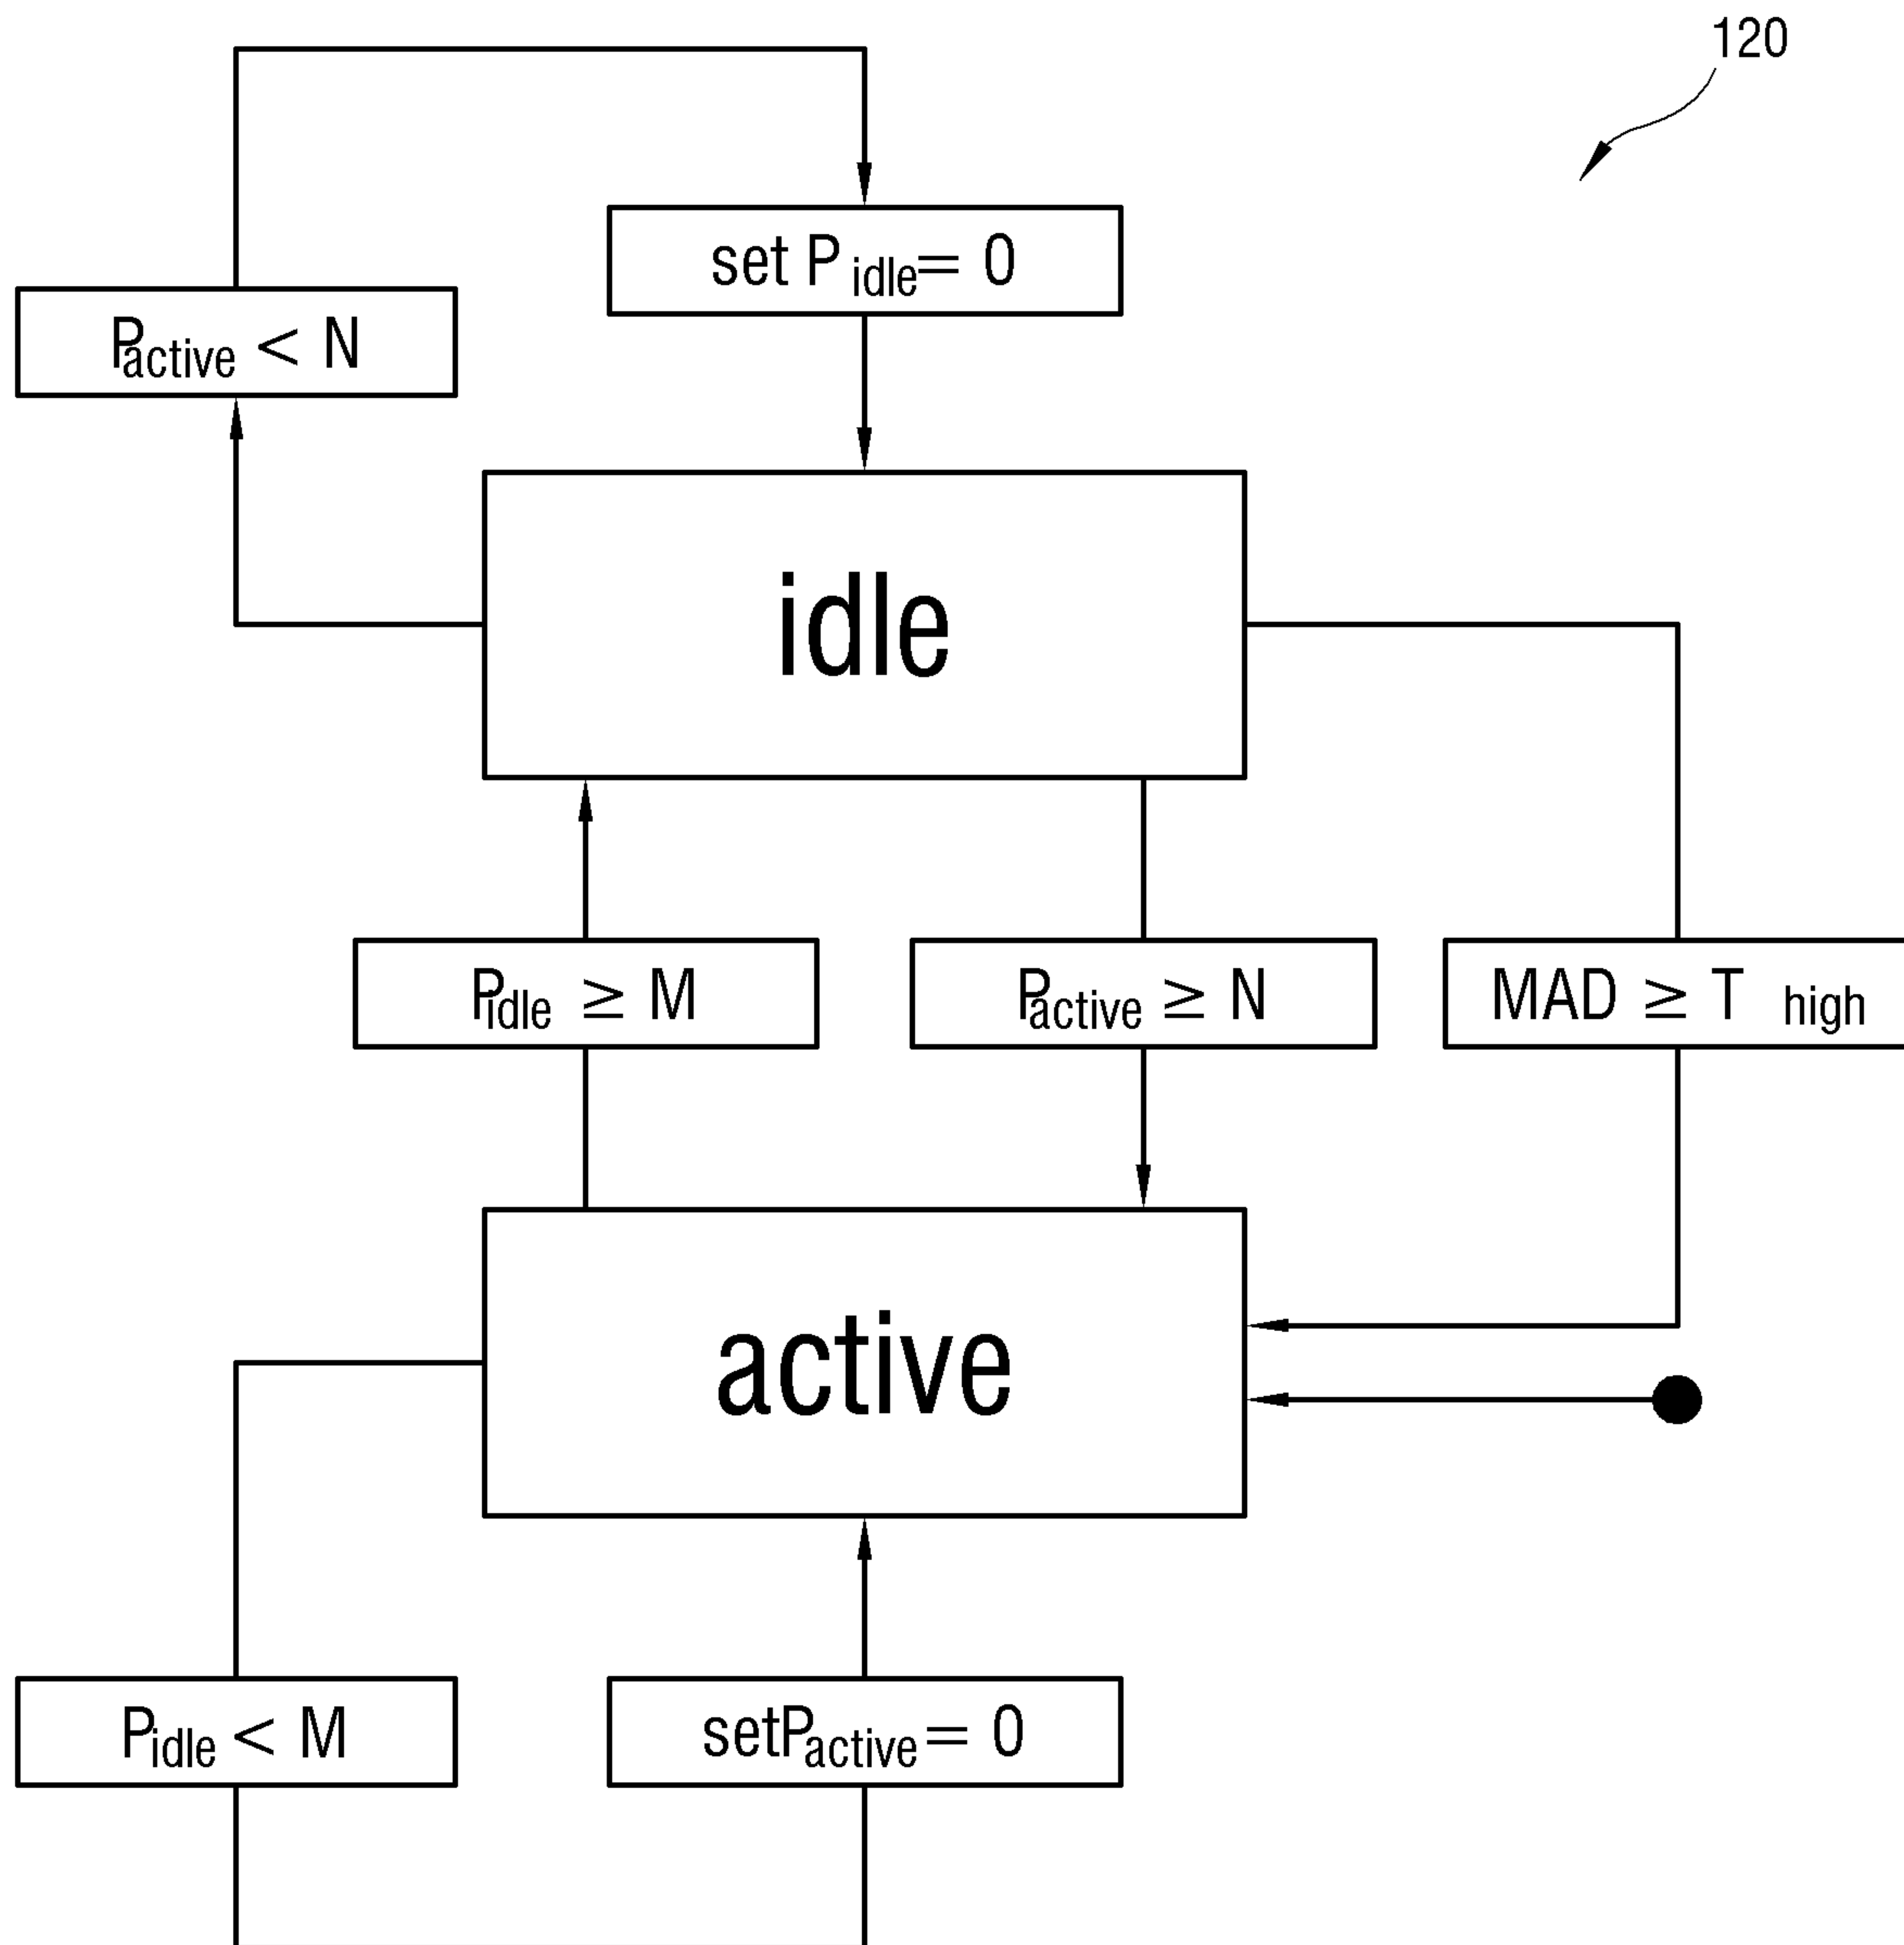 120
set P idle = 0
Pactive < N
idle
Pidle ≥ M
Pactive ≥ N
MAD ≥ T high
active
Pidle < M
setPactive = 0